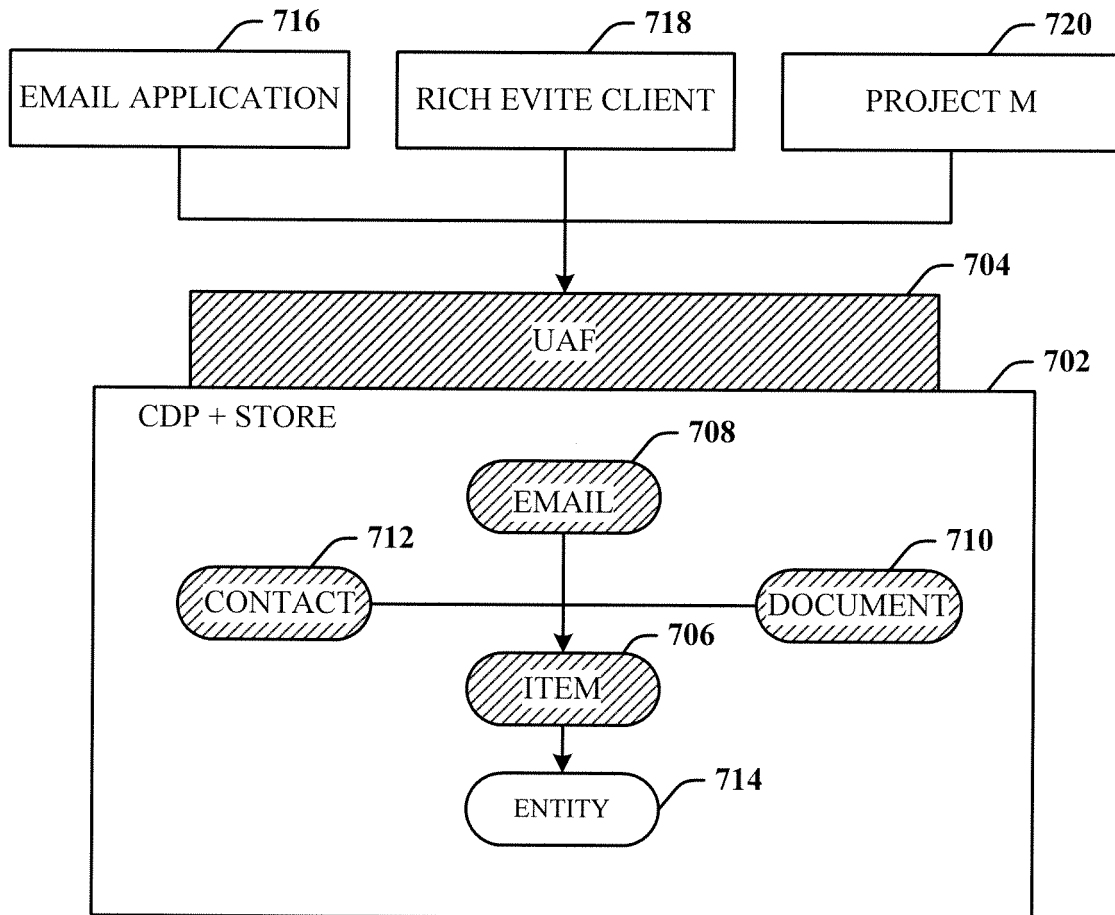 716
718
720
EMAIL APPLICATION
RICH EVITE CLIENT
PROJECT M
704
UAF
702
CDP + STORE
708
EMAIL
712
710
CONTACT
DOCUMENT
706
ITEM
714
ENTITY